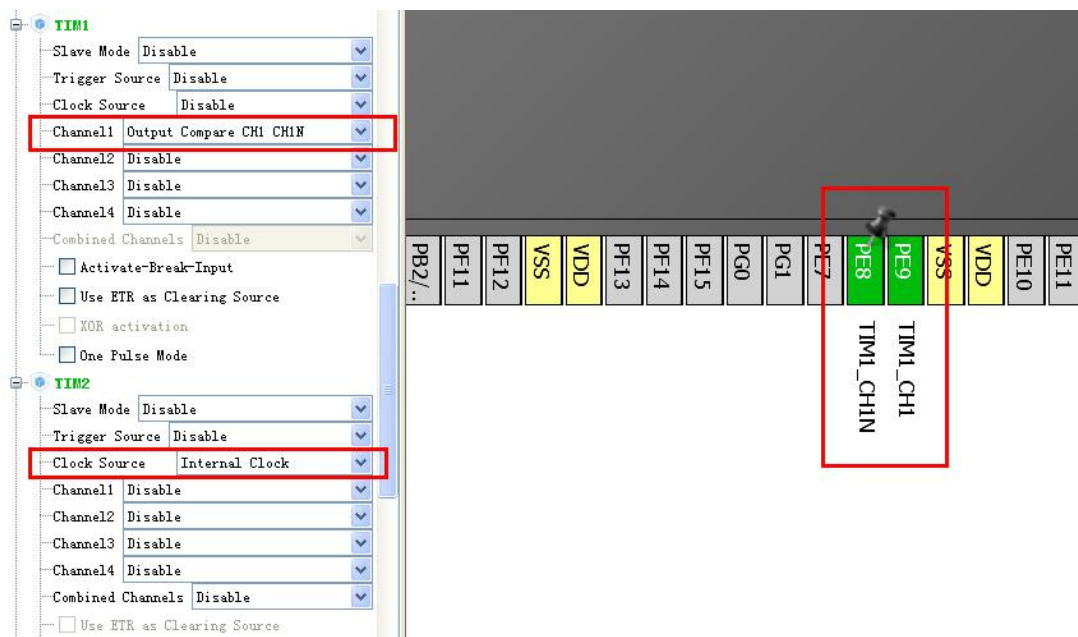 TIM1
Slave Mode Disable
Trigger Source Disable
Clock Source Disable
Channel1 Output Compare CH1 CH1N
Channel2 Disable
Channel3 Disable
Channel4 Disable
Combined Channels Disable
Activate-Break-Input
Use ETR as Clearing Source
XOR activation
One Pulse Mode
TIM2
Slave Mode Disable
Trigger Source Disable
Clock Source Internal Clock
Channel1 Disable
Channel2 Disable
Channel3 Disable
Channel4 Disable
Combined Channels Disable
Use ETR as Clearing Source
PB2/..
PF11
PF12
VSS
VDD
PF13
PF14
PF15
PG0
PG1
PE7
PE8
PE9
VSS
VDD
PE10
PE11
TIM1_CH1N
TIM1_CH1